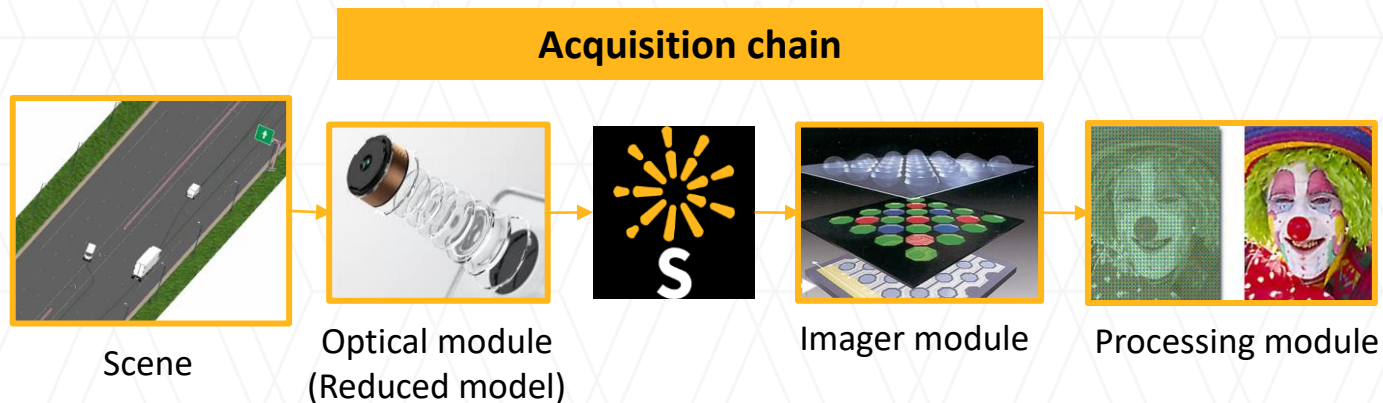 Acquisition chain
S
Scene
Optical module
(Reduced model)
Imager module
Processing module